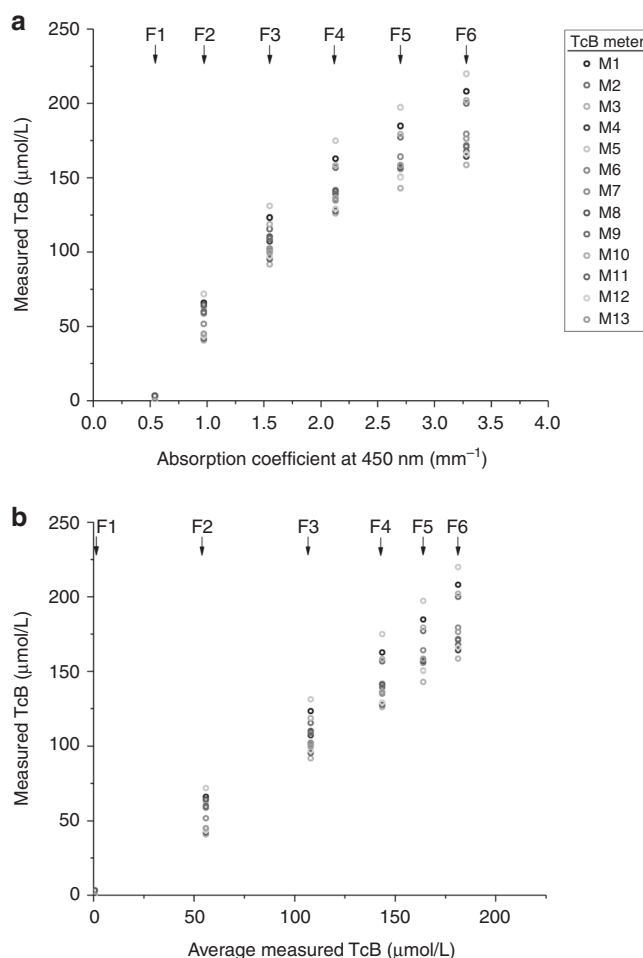 a
F1 F2 F3 F4 F5 F6
250
200
150
100
50
0
Measured TcB (μmol/L)
0.0 0.5 1.0 1.5 2.0 2.5 3.0 3.5 4.0
Absorption coefficient at 450 nm (mm⁻¹)
TcB meter
M1
M2
M3
M4
M5
M6
M7
M8
M9
M10
M11
M12
M13
b
F1 F2 F3 F4 F5 F6
250
200
150
100
50
0
Measured TcB (μmol/L)
0 50 100 150 200
Average measured TcB (μmol/L)